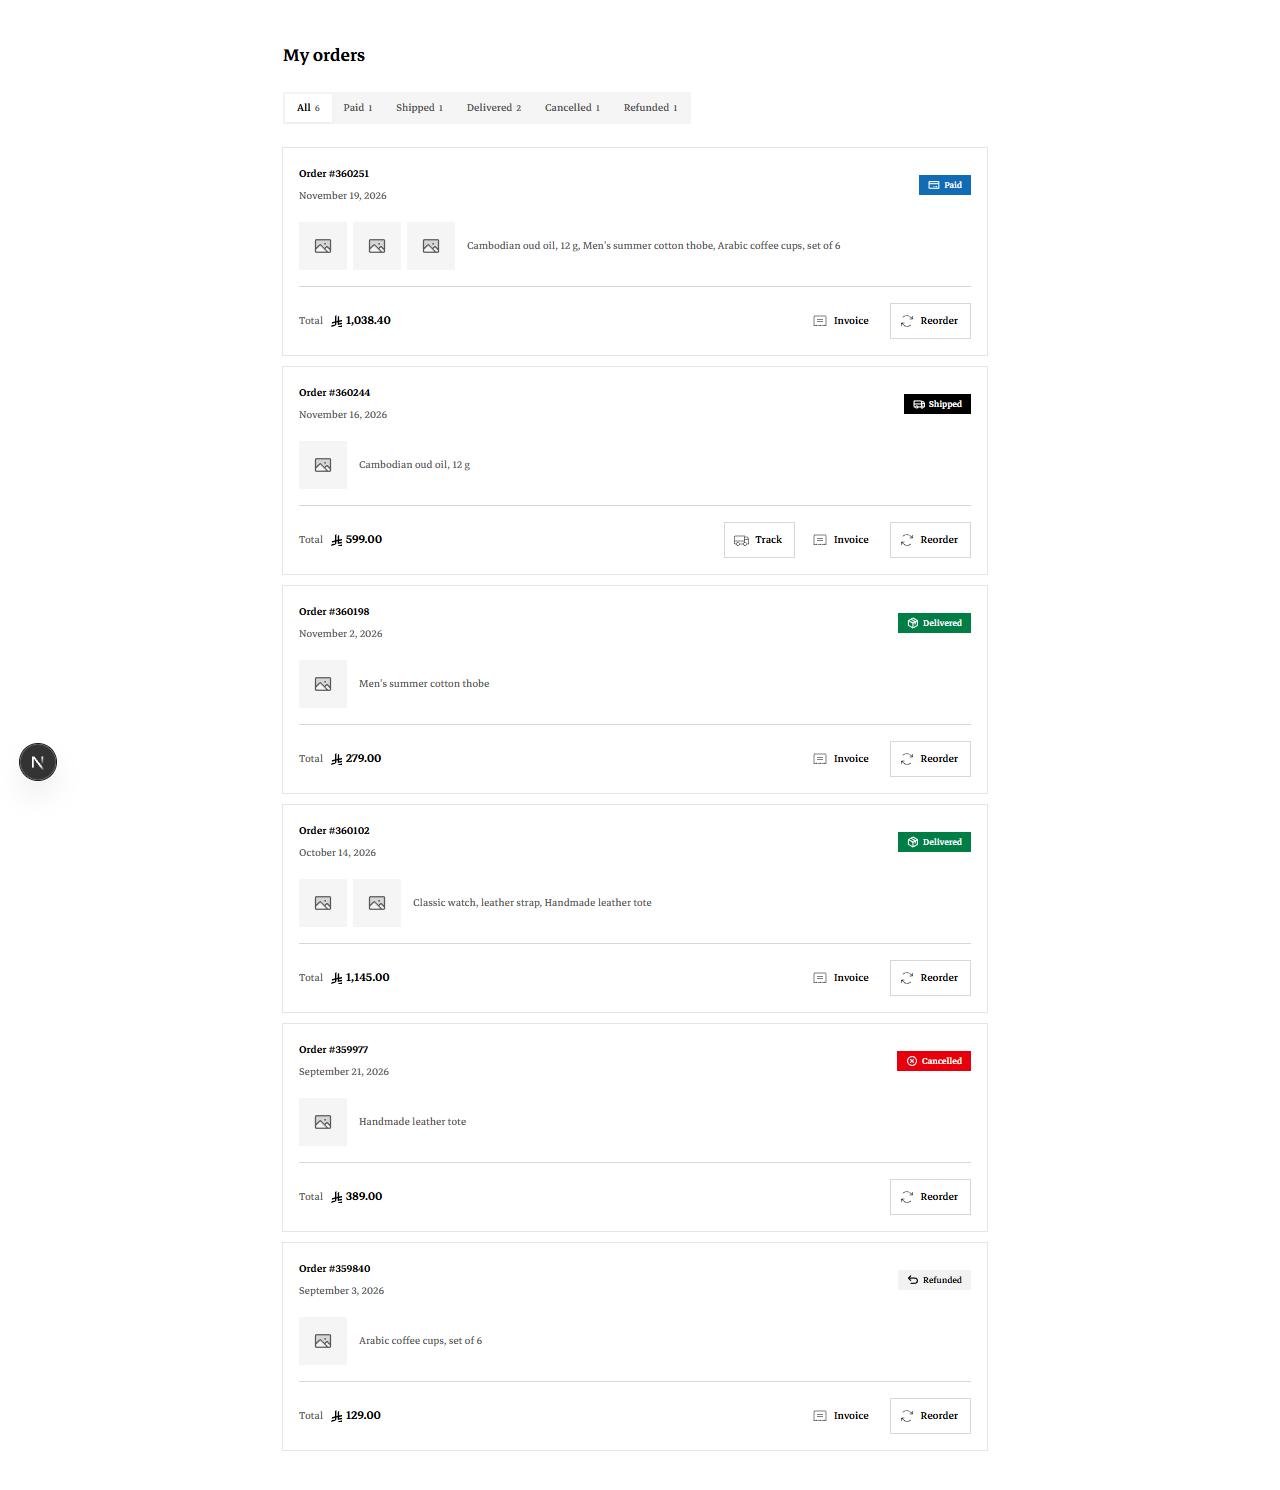 My orders
All 6 Paid 1 Shipped 1 Delivered 2 Cancelled 1 Refunded 1
Order #360251
Paid
November 19, 2026
Cambodian oud oil, 12 g, Men's summer cotton thobe, Arabic coffee cups, set of 6
Total ⃁ 1,038.40 Invoice Reorder
Order #360244
Shipped
November 16, 2026
Cambodian oud oil, 12 g
Total ⃁ 599.00 Track Invoice Reorder
Order #360198
Delivered
November 2, 2026
Men's summer cotton thobe
Total ⃁ 279.00 Invoice Reorder
Order #360102
Delivered
October 14, 2026
Classic watch, leather strap, Handmade leather tote
Total ⃁ 1,145.00 Invoice Reorder
Order #359977
Cancelled
September 21, 2026
Handmade leather tote
Total ⃁ 389.00 Reorder
Order #359840
Refunded
September 3, 2026
Arabic coffee cups, set of 6
Total ⃁ 129.00 Invoice Reorder
N